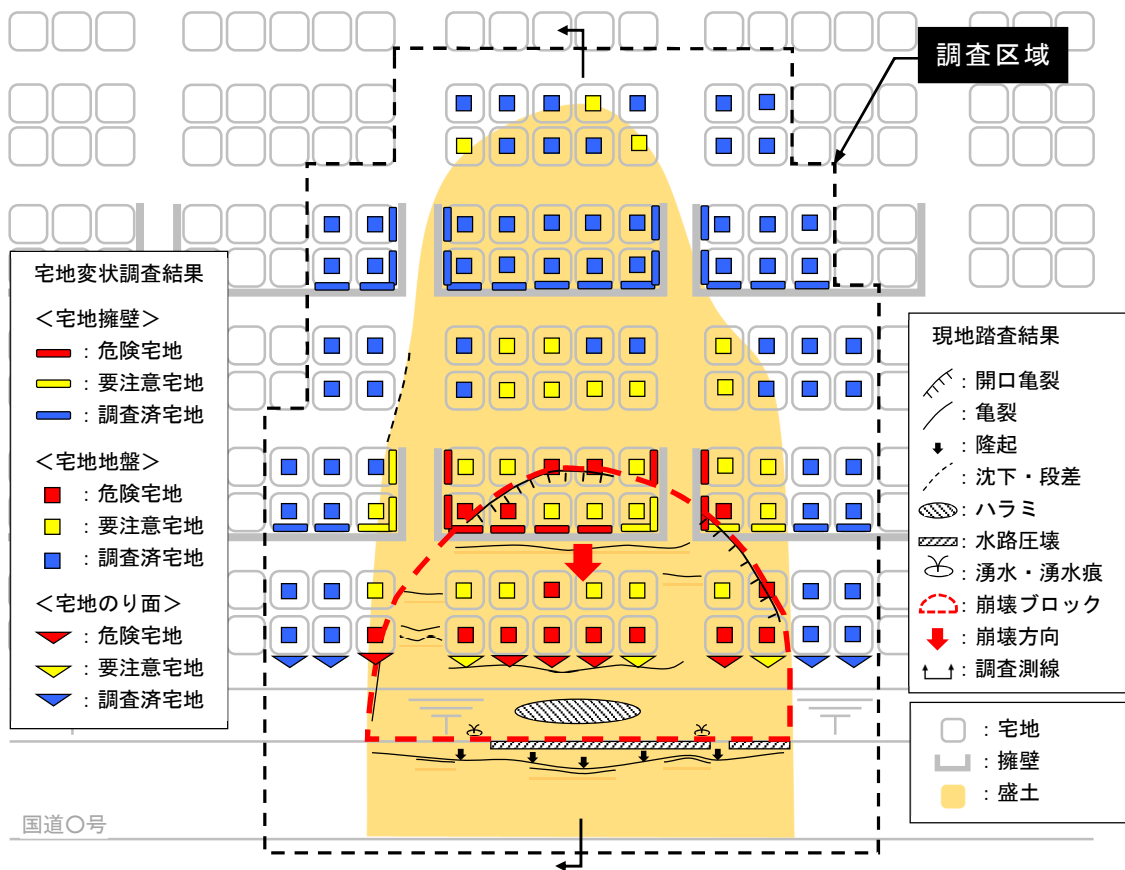 調査区域
宅地変状調査結果
<宅地擁壁>
：危険宅地
：要注意宅地
：調査済宅地
<宅地地盤>
：危険宅地
：要注意宅地
：調査済宅地
<宅地のり面>
：危険宅地
：要注意宅地
：調査済宅地
現地踏査結果
：開口亀裂
：亀裂
：隆起
：沈下・段差
：ハラミ
：水路圧壊
：湧水・湧水痕
：崩壊ブロック
：崩壊方向
：調査測線
：宅地
：擁壁
：盛土
国道〇号